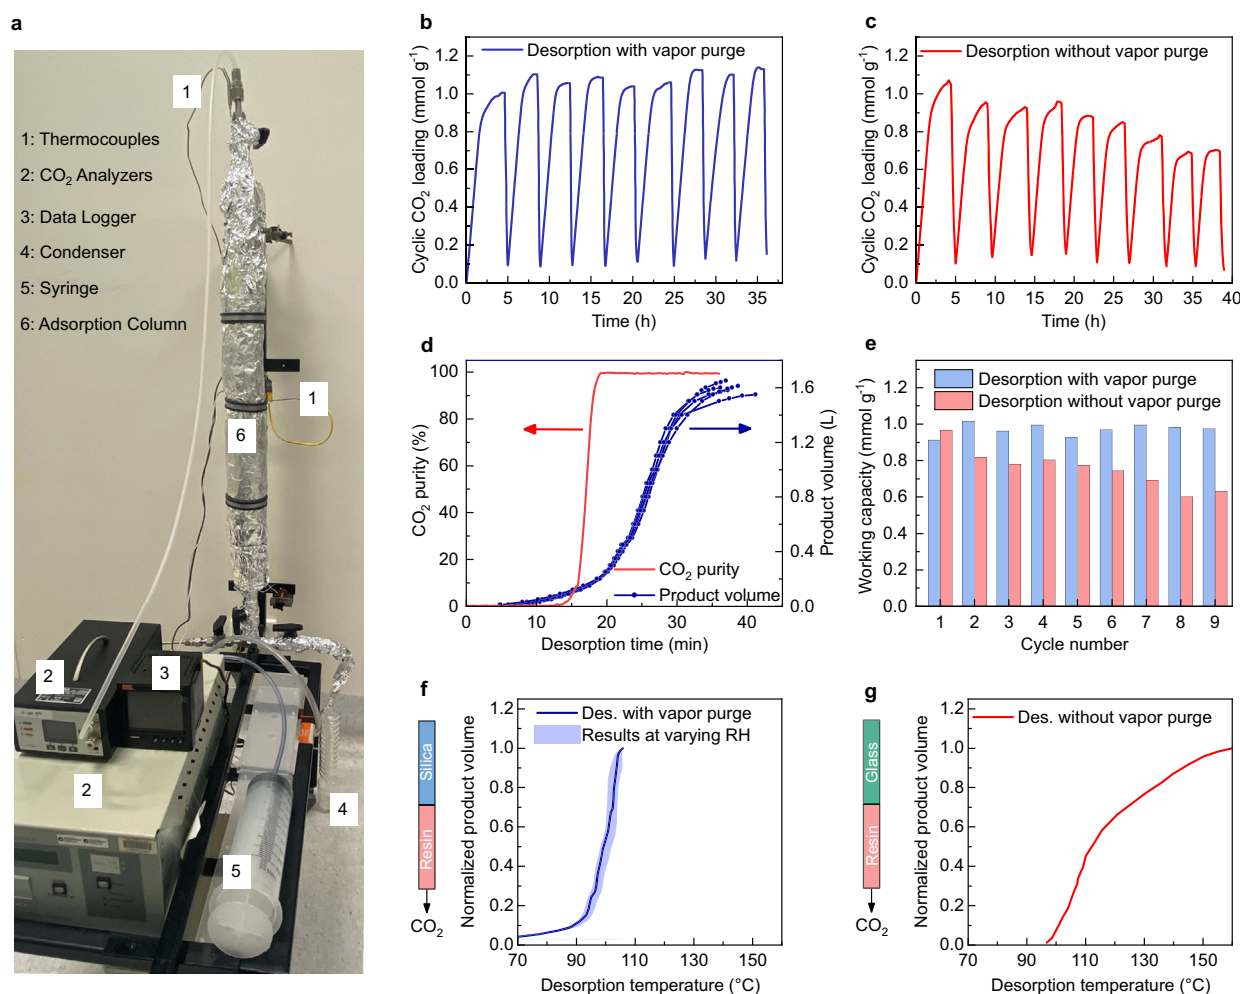 a
1: Thermocouples
2: CO₂ Analyzers
3: Data Logger
4: Condenser
5: Syringe
6: Adsorption Column
1
1
6
2
3
2
4
5
b
Desorption with vapor purge
Cyclic CO₂ loading (mmol g⁻¹)
1.2
1.0
0.8
0.6
0.4
0.2
0.0
0 5 10 15 20 25 30 35
Time (h)
c
Desorption without vapor purge
Cyclic CO₂ loading (mmol g⁻¹)
1.2
1.0
0.8
0.6
0.4
0.2
0.0
0 5 10 15 20 25 30 35 40
Time (h)
d
CO₂ purity (%)
100
80
60
40
20
0
Product volume (L)
1.6
1.2
0.8
0.4
0.0
CO₂ purity
Product volume
0 10 20 30 40
Desorption time (min)
e
Desorption with vapor purge
Desorption without vapor purge
Working capacity (mmol g⁻¹)
1.2
1.0
0.8
0.6
0.4
0.2
0.0
1 2 3 4 5 6 7 8 9
Cycle number
f
Silica
Resin
CO₂
Des. with vapor purge
Results at varying RH
Normalized product volume
1.0
0.8
0.6
0.4
0.2
0.0
70 90 110 130 150
Desorption temperature (°C)
g
Glass
Resin
CO₂
Des. without vapor purge
Normalized product volume
1.0
0.8
0.6
0.4
0.2
0.0
70 90 110 130 150
Desorption temperature (°C)